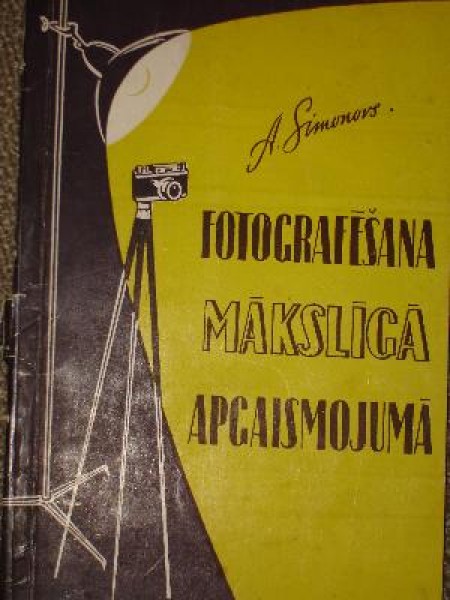 A. Simonovs.
FOTOGRAFĒŠANA
MĀKSLĪGĀ
APGAISMOJUMĀ